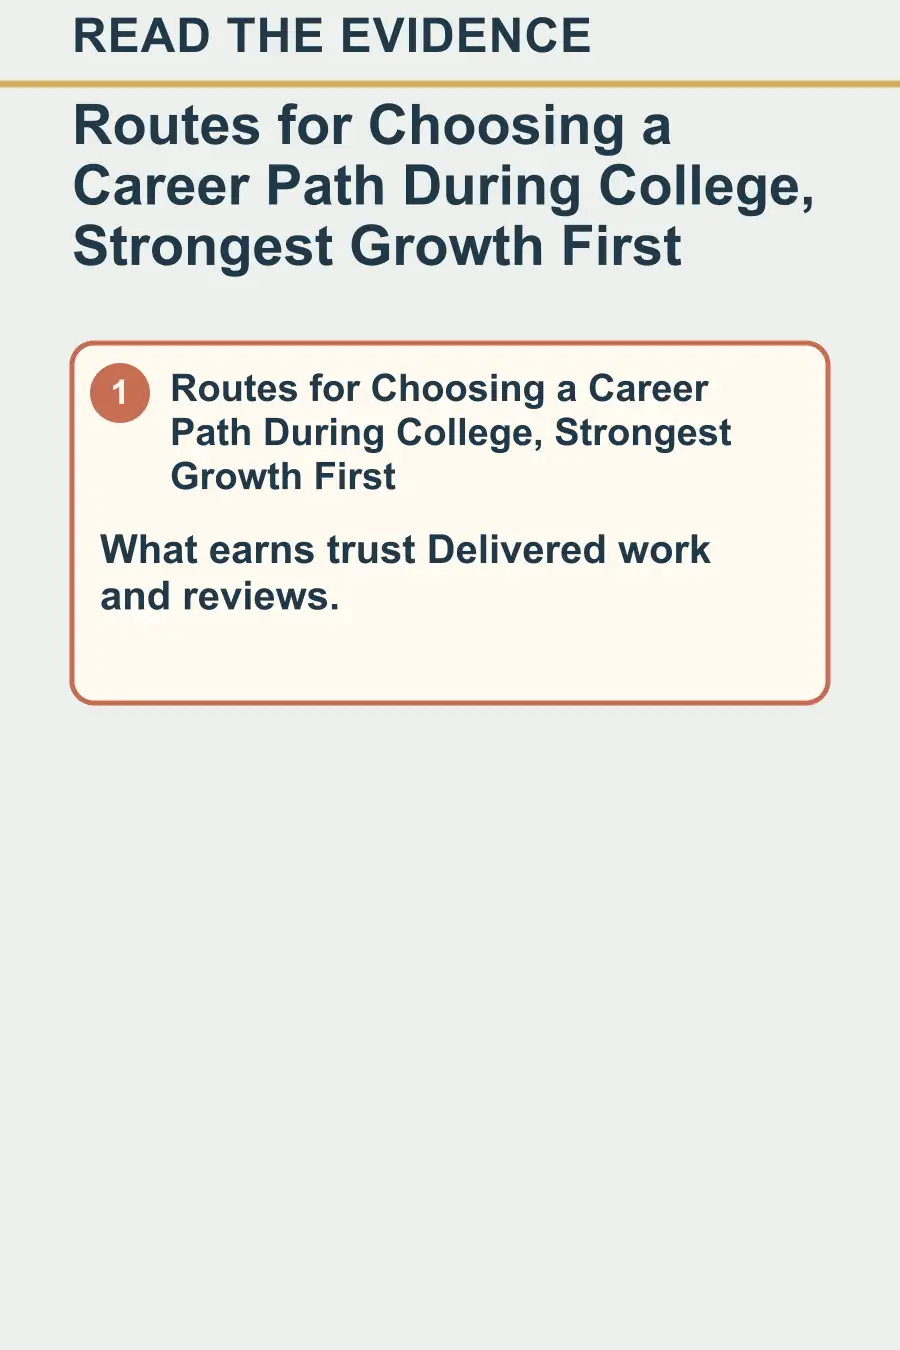 READ THE EVIDENCE
Routes for Choosing a
Career Path During College,
Strongest Growth First
1
Routes for Choosing a Career
Path During College, Strongest
Growth First
What earns trust Delivered work
and reviews.